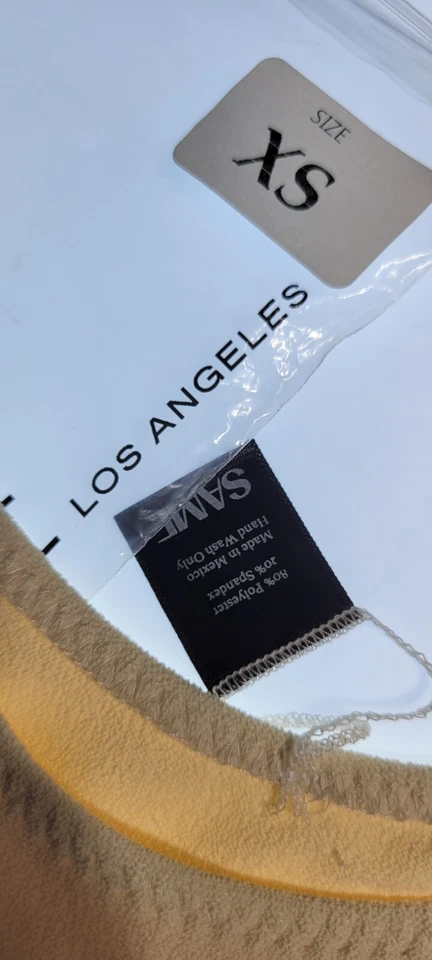 SIZE
XS
LOS ANGELES
SAME
Made in Mexico
Hand Wash Only
80% Polyester
20% Spandex